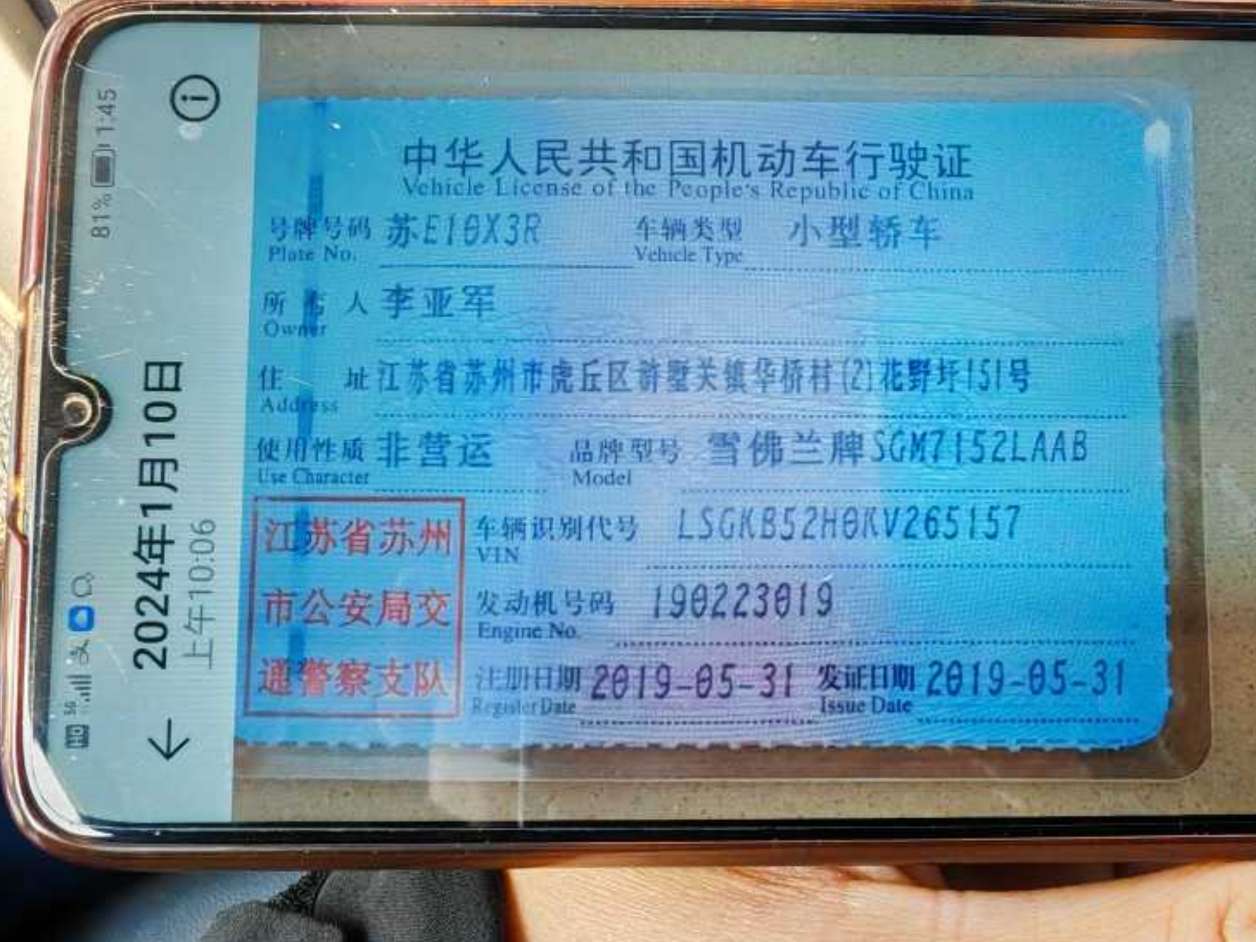 81% 1:45
HD 5G
2024年1月10日
上午10:06
中华人民共和国机动车行驶证
Vehicle License of the People's Republic of China
号牌号码 苏E10X3R 车辆类型 小型轿车
Plate No. Vehicle Type
所有人 李亚军
Owner
住址 江苏省苏州市虎丘区浒墅关镇华桥村(2)花野圩151号
Address
使用性质 非营运 品牌型号 雪佛兰牌SGM7152LAAB
Use Character Model
江苏省苏州
市公安局交
通警察支队
车辆识别代号 LSGKB52H0KV265157
VIN
发动机号码 190223019
Engine No.
注册日期 2019-05-31 发证日期 2019-05-31
Register Date Issue Date